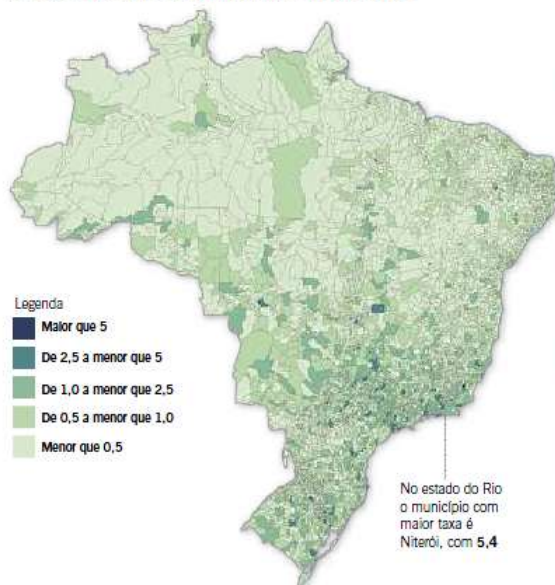 Legenda
Maior que 5
De 2,5 a menor que 5
De 1,0 a menor que 2,5
De 0,5 a menor que 1,0
Menor que 0,5
No estado do Rio
o município com
maior taxa é
Niterói, com 5,4